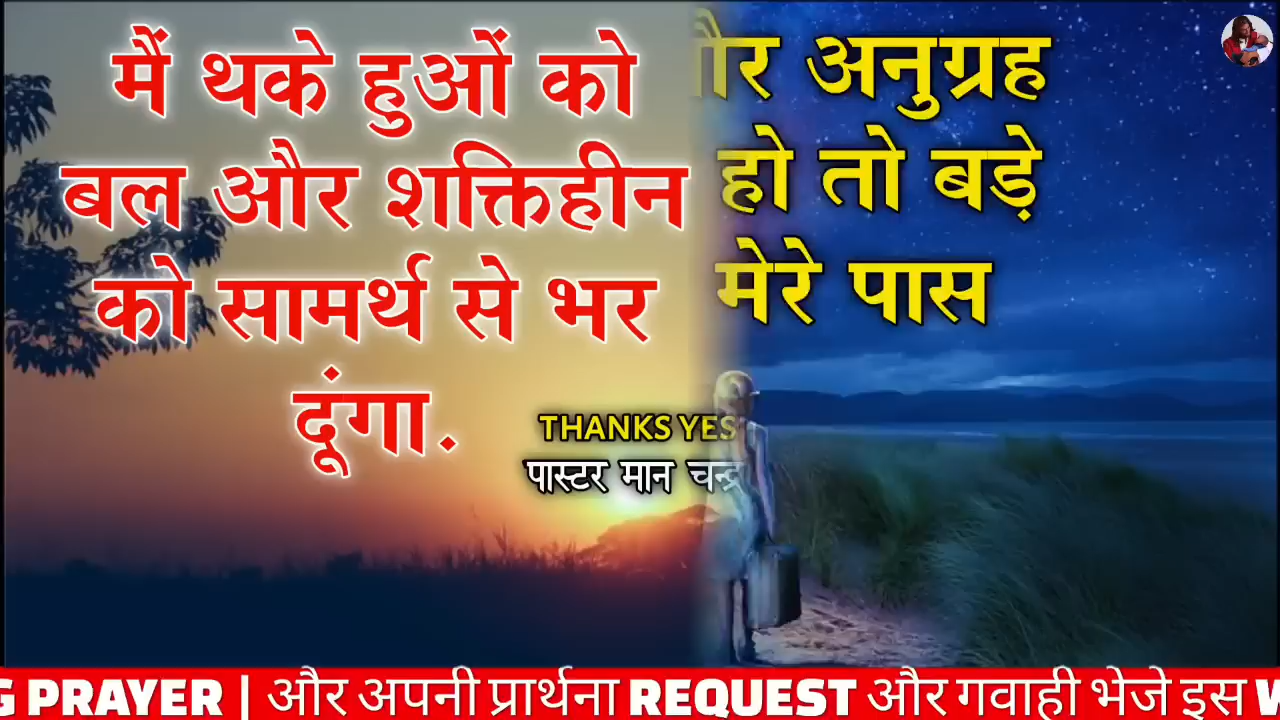 मैं थके हुओं को
बल और शक्तिहीन
को सामर्थ से भर
दूंगा.
अनुग्रह
हो तो बड़े
मेरे पास
THANKS YES
पास्टर मान चन्द्र
PRAYER | और अपनी प्रार्थना REQUEST और गवाही भेजे इस